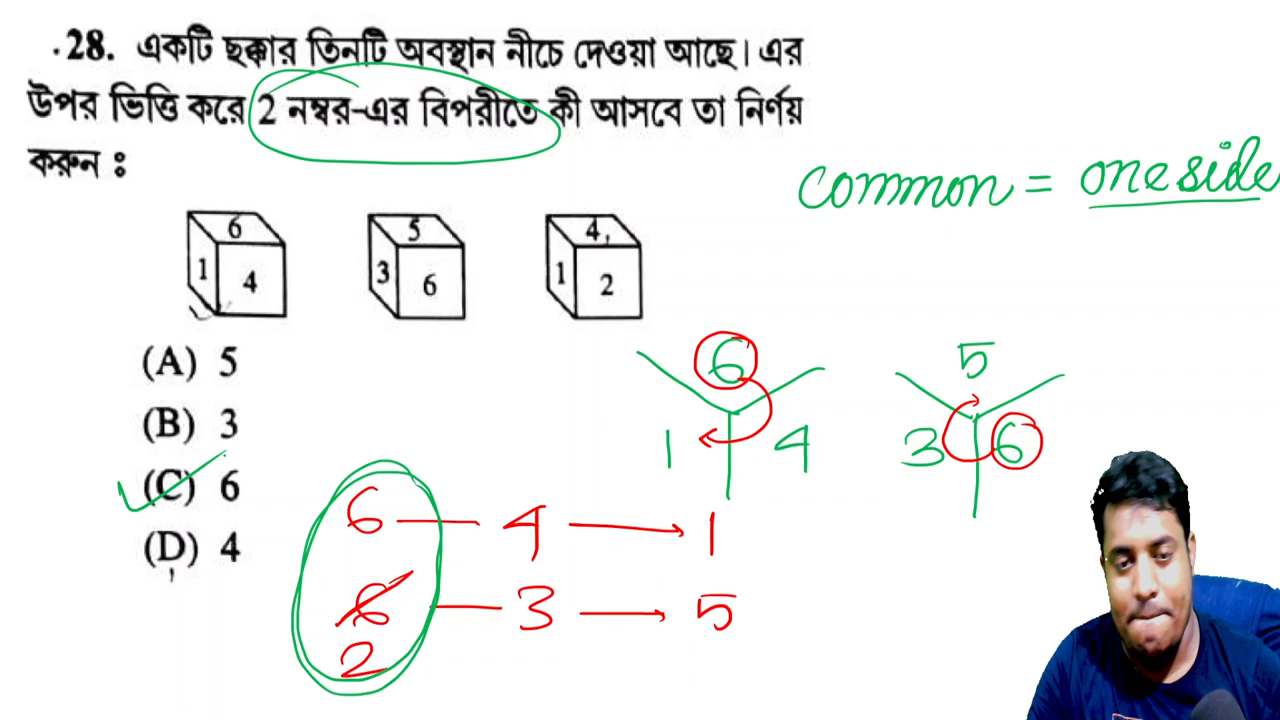 28. একটি ছক্কার তিনটি অবস্থান নীচে দেওয়া আছে। এর
উপর ভিত্তি করে 2 নম্বর-এর বিপরীতে কী আসবে তা নির্ণয়
করুন ঃ
common = one side
6
1 4
5
3 6
4
1 2
(A) 5
(B) 3
(C) 6
(D) 4
6
1 4
5
3 6
6 4 1
6 3 5
2